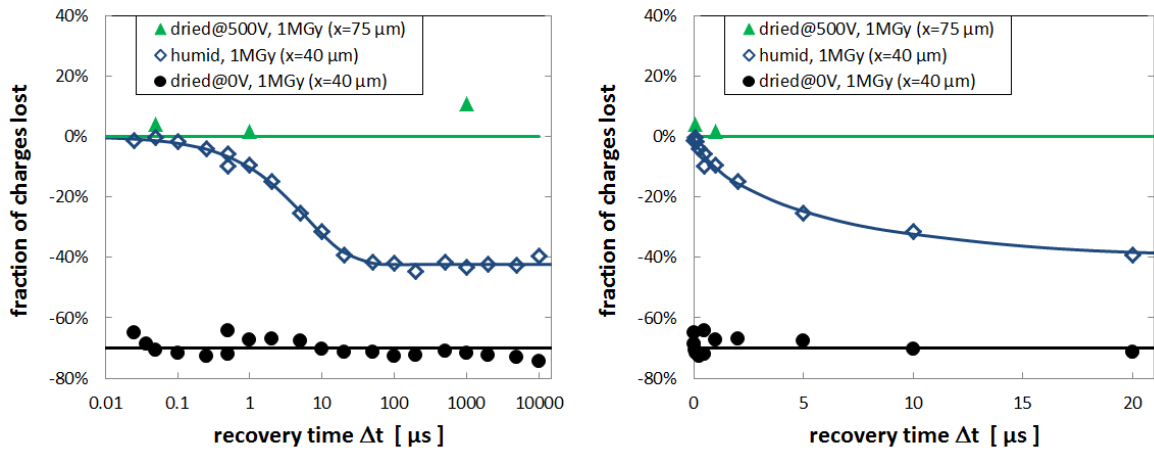 40%
20%
0%
-20%
-40%
-60%
-80%
fraction of charges lost
dried@500V, 1MGy (x=75 µm)
humid, 1MGy (x=40 µm)
dried@0V, 1MGy (x=40 µm)
0.01 0.1 1 10 100 1000 10000
recovery time Δt [ µs ]
40%
20%
0%
-20%
-40%
-60%
-80%
fraction of charges lost
dried@500V, 1MGy (x=75 µm)
humid, 1MGy (x=40 µm)
dried@0V, 1MGy (x=40 µm)
0 5 10 15 20
recovery time Δt [ µs ]